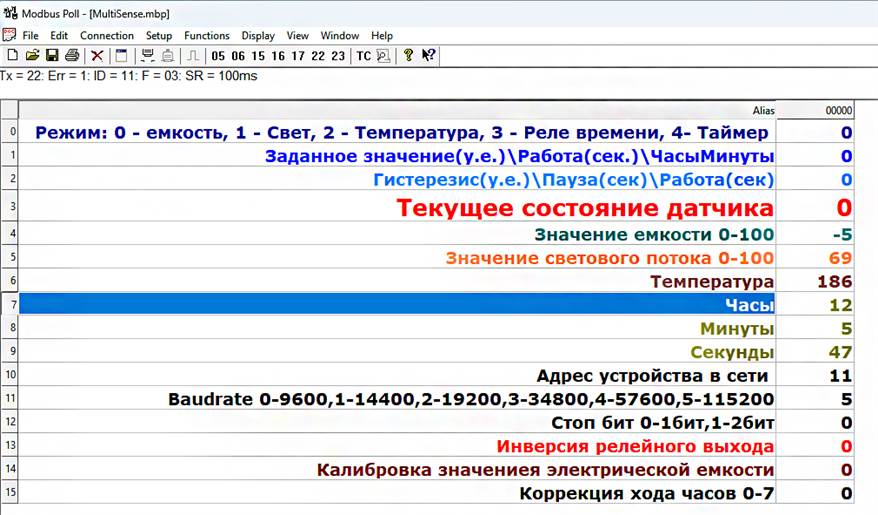 Modbus Poll - [MultiSense.mbp]
File Edit Connection Setup Functions Display View Window Help
05 06 15 16 17 22 23 TC
Tx = 22: Err = 1: ID = 11: F = 03: SR = 100ms
Alias 00000
0 Режим: 0 - емкость, 1 - Свет, 2 - Температура, 3 - Реле времени, 4- Таймер 0
1 Заданное значение(у.е.)\Работа(сек.)\ЧасыМинуты 0
2 Гистерезис(у.е.)\Пауза(сек)\Работа(сек) 0
3 Текущее состояние датчика 0
4 Значение емкости 0-100 -5
5 Значение светового потока 0-100 69
6 Температура 186
7 Часы 12
8 Минуты 5
9 Секунды 47
10 Адрес устройства в сети 11
11 Baudrate 0-9600,1-14400,2-19200,3-34800,4-57600,5-115200 5
12 Стоп бит 0-1бит,1-2бит 0
13 Инверсия релейного выхода 0
14 Калибровка значениея электрической емкости 0
15 Коррекция хода часов 0-7 0